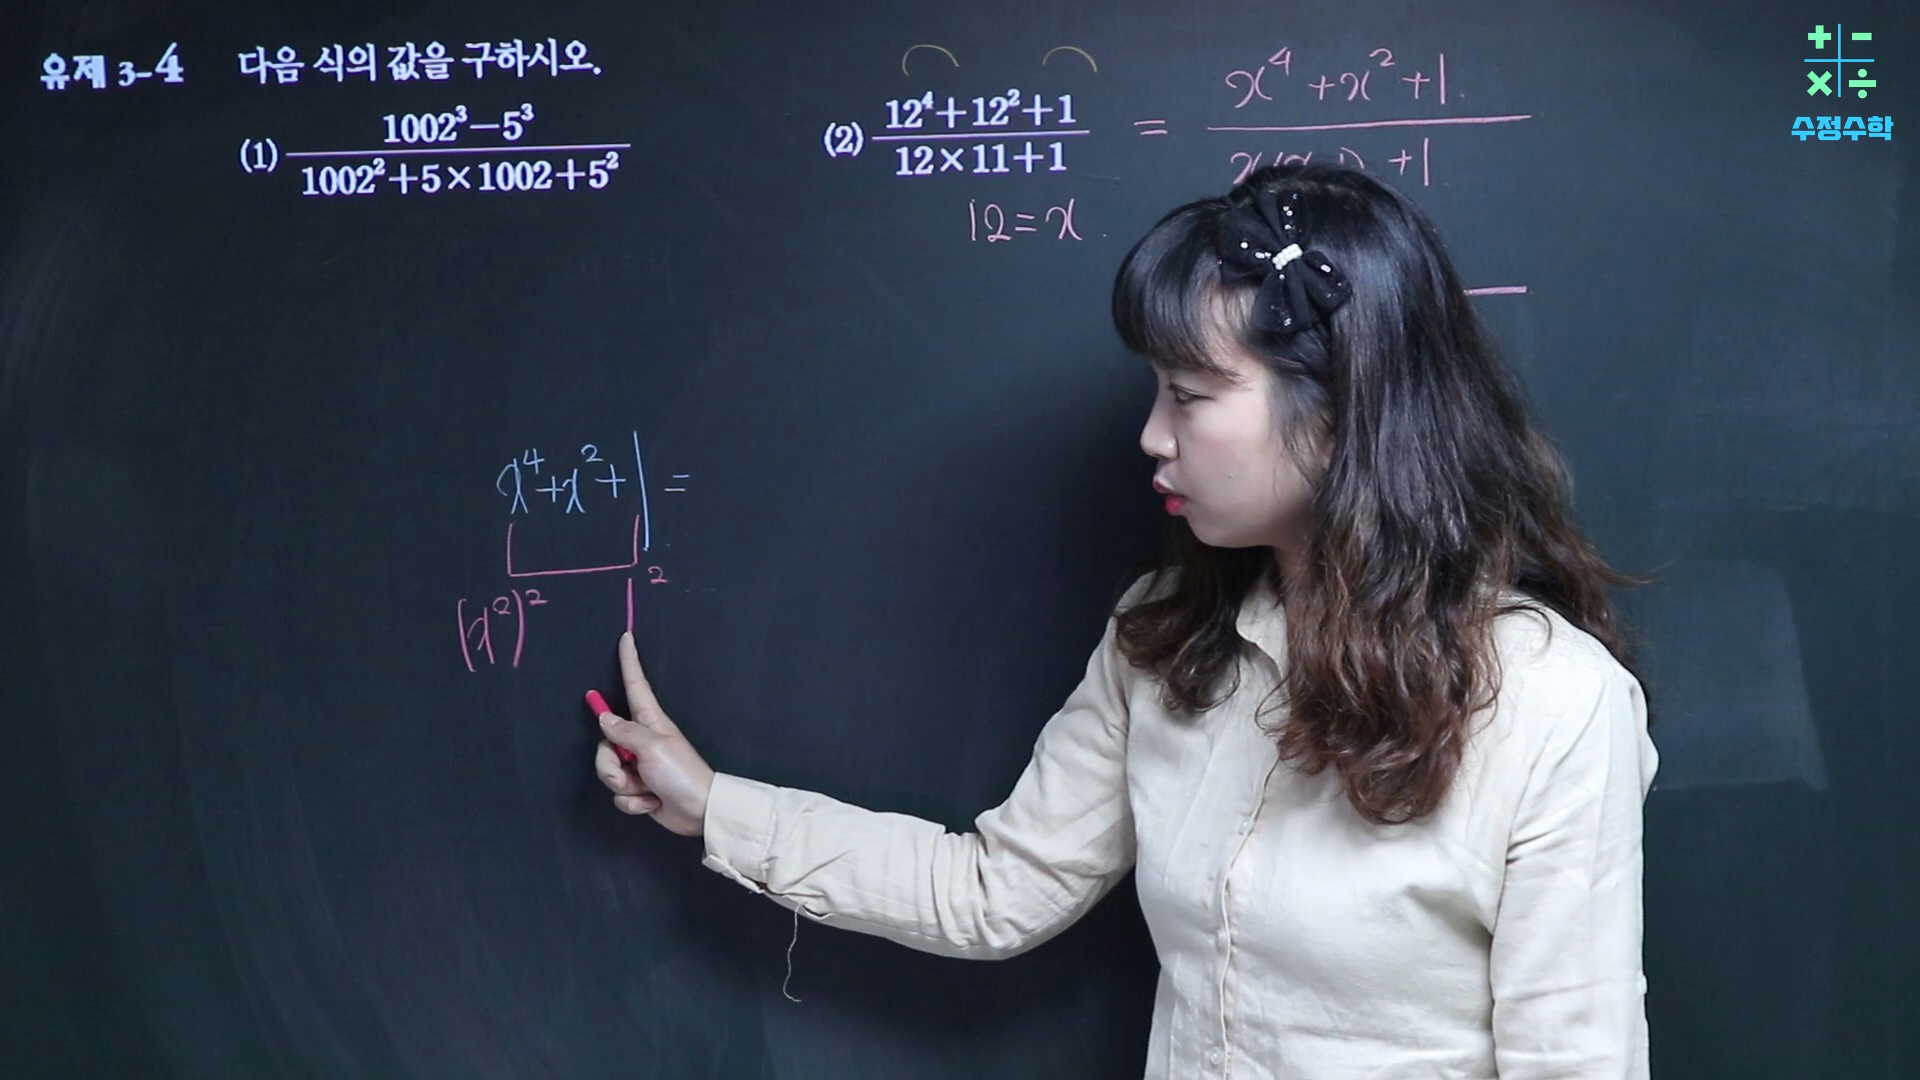 유제 3-4 다음 식의 값을 구하시오.
(1) 1002³−5³ / 1002²+5×1002+5²
(2) 12⁴+12²+1 / 12×11+1
= x⁴+x²+1.
+1
12=x.
x⁴+x²+1=
(x²)² 1²
+ − × ÷
수정수학